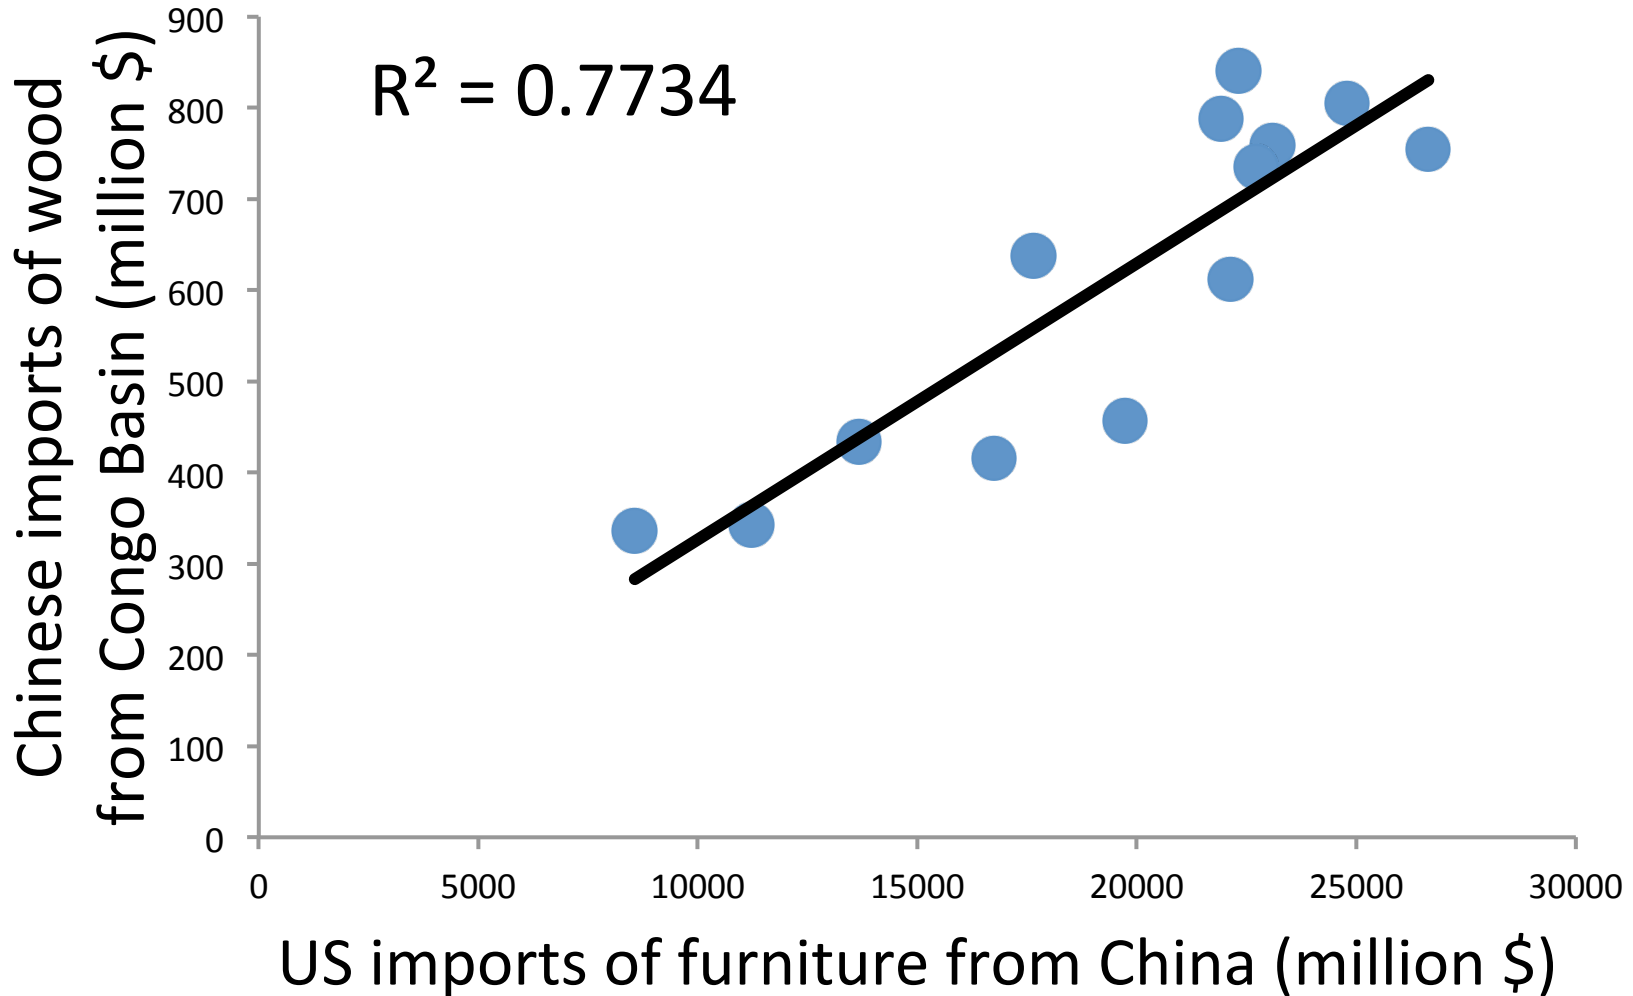 Chinese imports of wood
from Congo Basin (million $)
900
800
700
600
500
400
300
200
100
0
R² = 0.7734
0 5000 10000 15000 20000 25000 30000
US imports of furniture from China (million $)